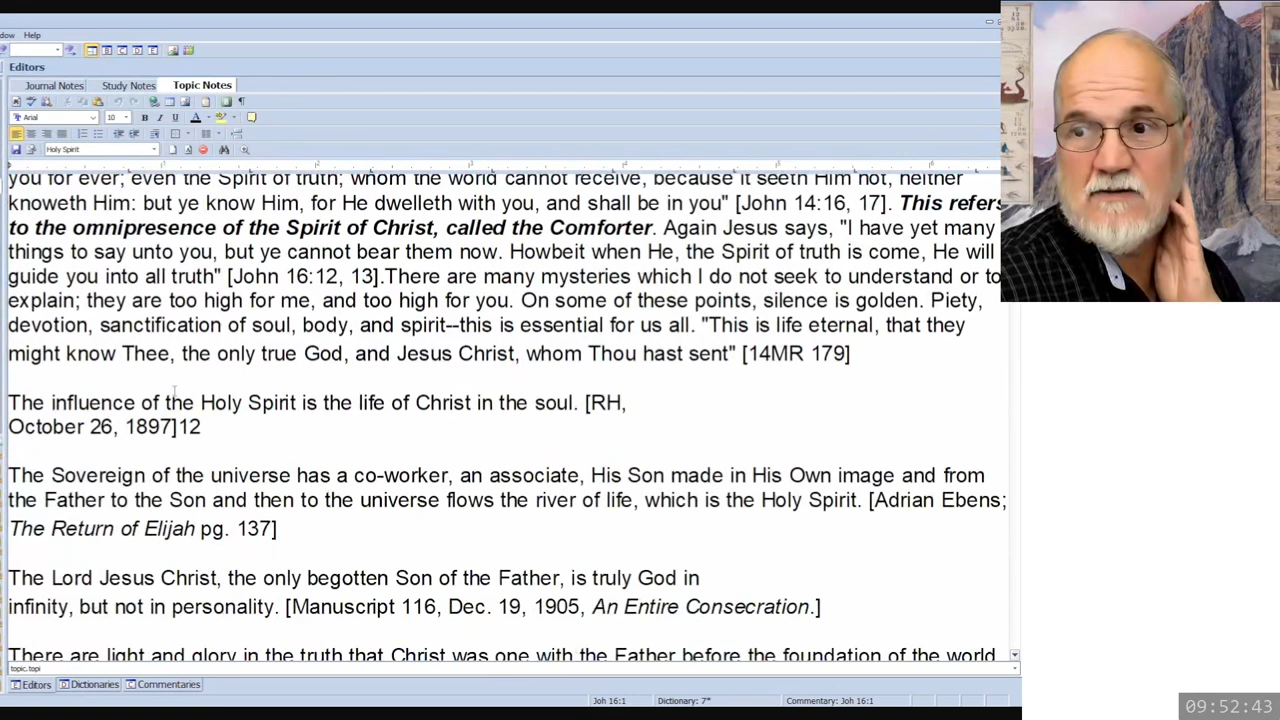 dow Help
B C D E
Editors
Journal Notes Study Notes Topic Notes
Arial 10 B I U A
Holy Spirit
you for ever; even the Spirit of truth; whom the world cannot receive, because it seeth Him not, neither
knoweth Him: but ye know Him, for He dwelleth with you, and shall be in you" [John 14:16, 17]. This refers
to the omnipresence of the Spirit of Christ, called the Comforter. Again Jesus says, "I have yet many
things to say unto you, but ye cannot bear them now. Howbeit when He, the Spirit of truth is come, He will
guide you into all truth" [John 16:12, 13].There are many mysteries which I do not seek to understand or to
explain; they are too high for me, and too high for you. On some of these points, silence is golden. Piety,
devotion, sanctification of soul, body, and spirit--this is essential for us all. "This is life eternal, that they
might know Thee, the only true God, and Jesus Christ, whom Thou hast sent" [14MR 179]
The influence of the Holy Spirit is the life of Christ in the soul. [RH,
October 26, 1897]12
The Sovereign of the universe has a co-worker, an associate, His Son made in His Own image and from
the Father to the Son and then to the universe flows the river of life, which is the Holy Spirit. [Adrian Ebens;
The Return of Elijah pg. 137]
The Lord Jesus Christ, the only begotten Son of the Father, is truly God in
infinity, but not in personality. [Manuscript 116, Dec. 19, 1905, An Entire Consecration.]
There are light and glory in the truth that Christ was one with the Father before the foundation of the world
topic.topi
Editors Dictionaries Commentaries
Joh 16:1 Dictionary: 7* Commentary: Joh 16:1
09:52:43